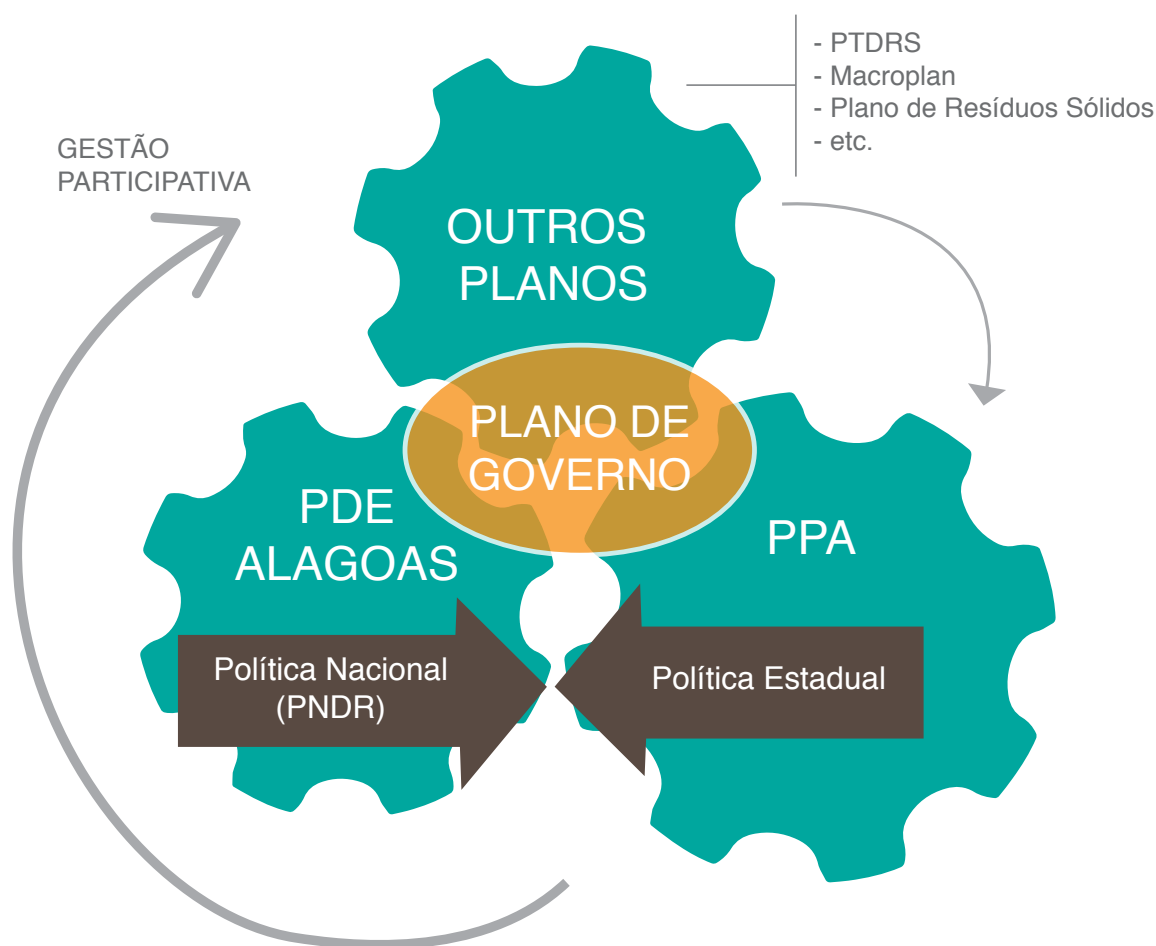 - PTDRS
- Macroplan
- Plano de Resíduos Sólidos
- etc.
GESTÃO
PARTICIPATIVA
OUTROS
PLANOS
PLANO DE
GOVERNO
PDE
ALAGOAS
PPA
Política Nacional
(PNDR)
Política Estadual